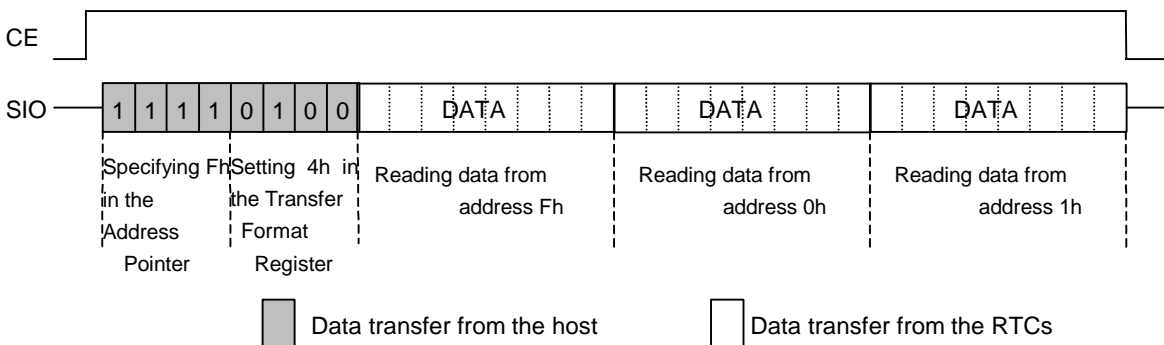 CE
SIO 1 1 1 1 0 1 0 0 DATA DATA DATA
Specifying Fh
in the
Address
Pointer
Setting 4h in
the Transfer
Format
Register
Reading data from
address Fh
Reading data from
address 0h
Reading data from
address 1h
Data transfer from the host
Data transfer from the RTCs